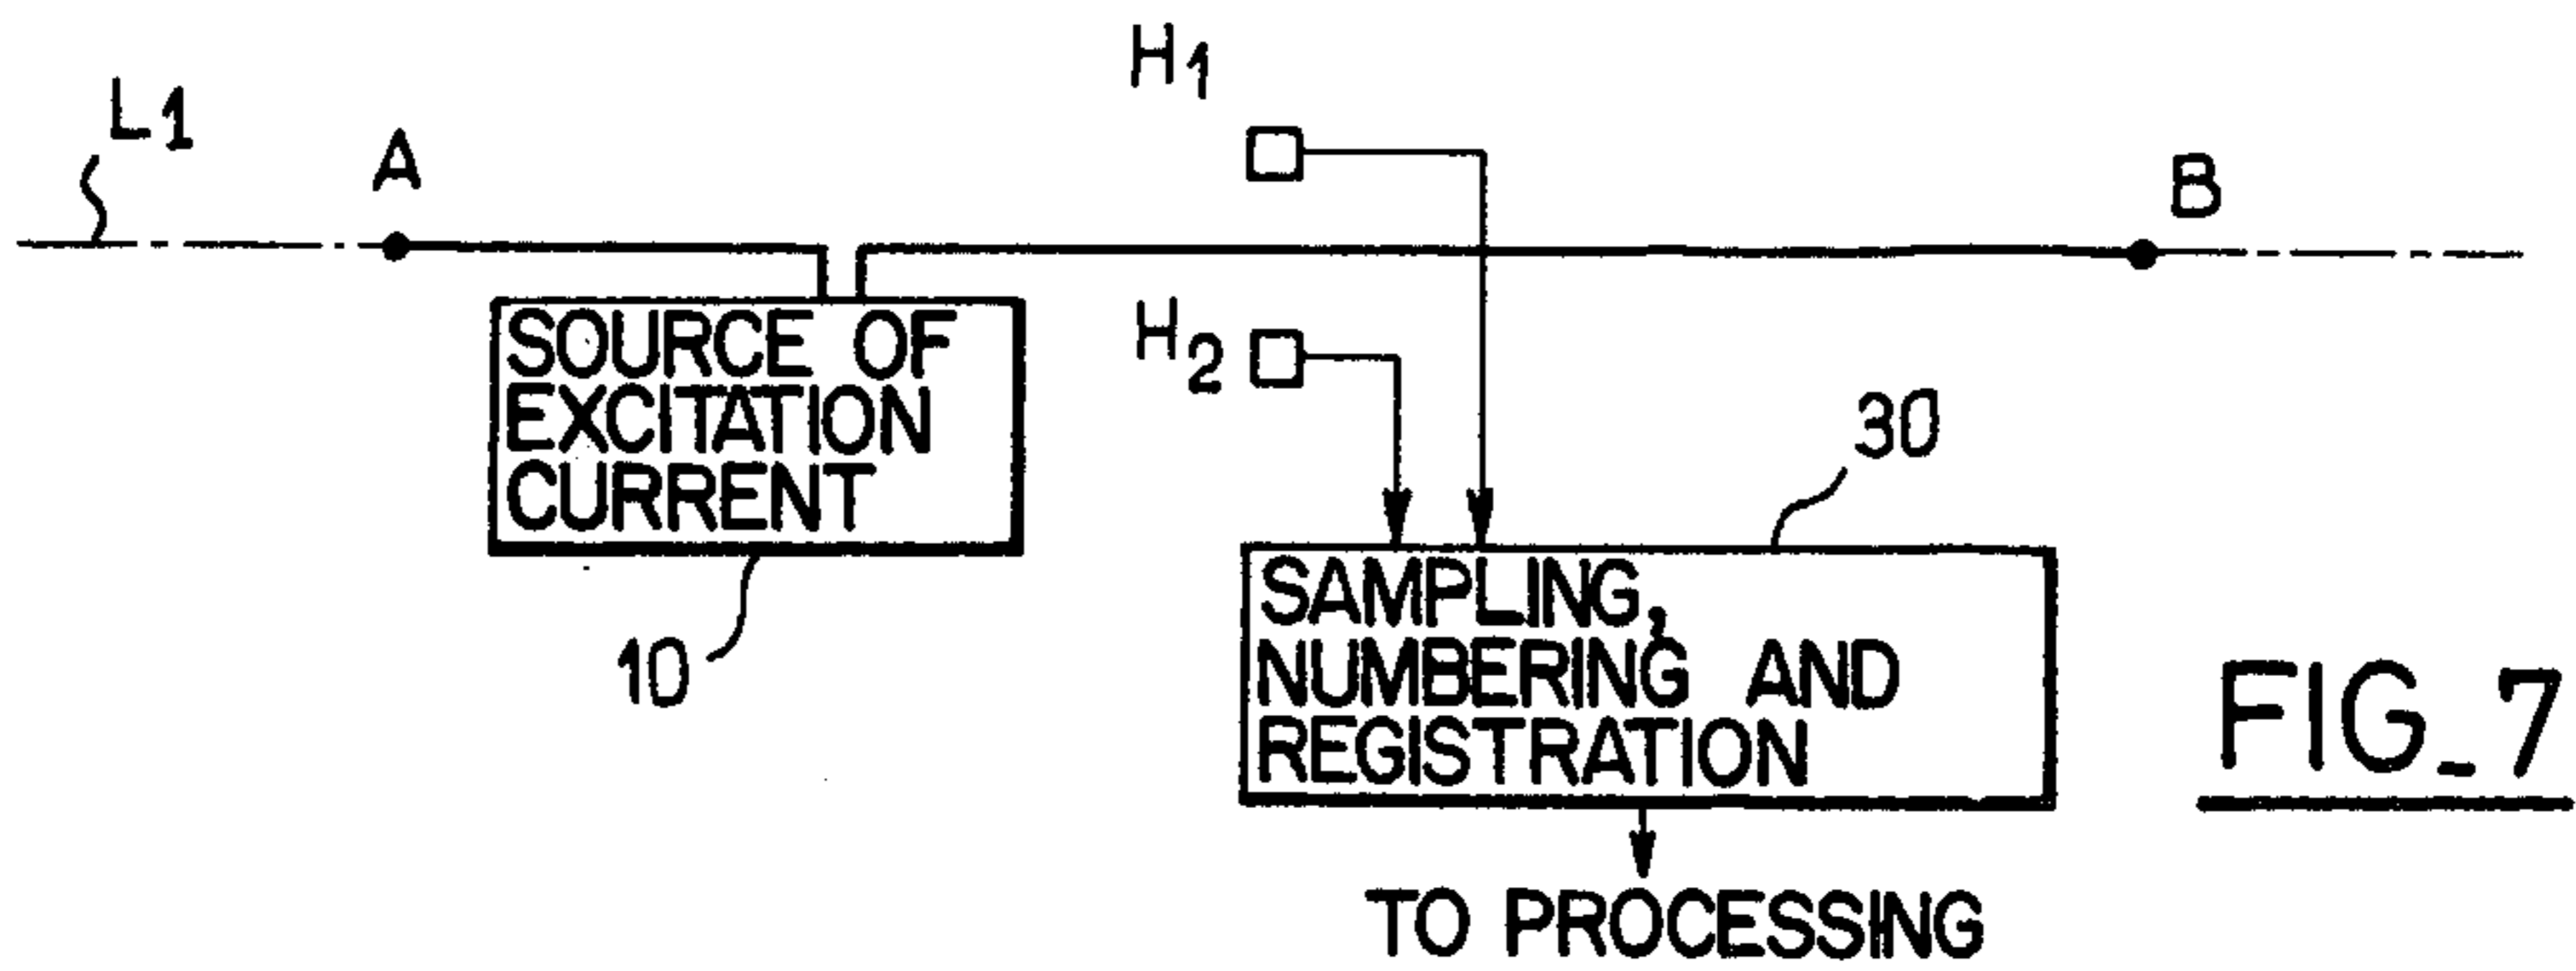 L1
A
H1
B
SOURCE OF
EXCITATION
CURRENT
H2
30
10
SAMPLING,
NUMBERING AND
REGISTRATION
TO PROCESSING
FIG_7